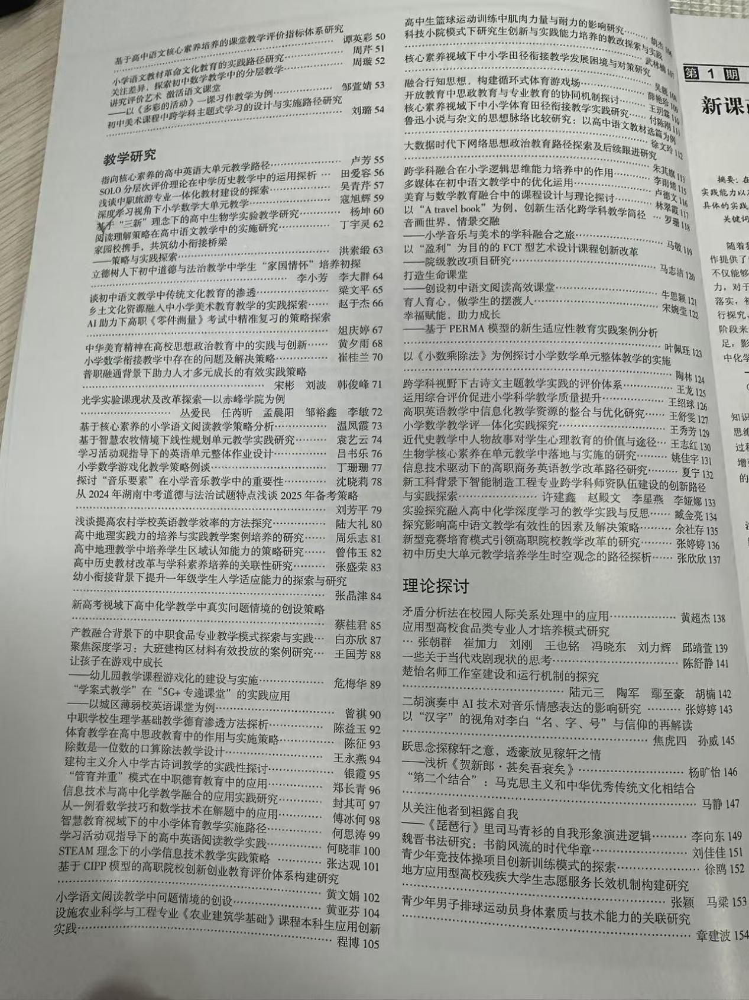 基于高中语文核心素养培养的课堂教学评价指标体系研究
谭英彩 50
小学语文教材革命文化教育的实践路径研究 周芹 51
关注差异，探索初中数学教学中的分层教学 周璇 52
讲究评价艺术 激活语文课堂
——以《多彩的活动》一课习作教学为例 邹萱婧 53
初中美术课程中跨学科主题式学习的设计与实施路径研究
刘璐 54
教学研究
指向核心素养的高中英语大单元教学路径 卢芳 55
SOLO 分层次评价理论在中学历史教学中的运用探析 田爱容 56
浅谈中职旅游专业一体化教材建设的探索 吴青芹 57
深度学习视角下小学数学大单元教学 寇旭辉 59
基于“三新”理念下的高中生物学实验教学研究 杨坤 60
阅读理解策略在高中语文教学中的实施研究 丁宇灵 62
家园校携手，共筑幼小衔接桥梁
——策略与实践探索 洪素缎 63
立德树人下初中道德与法治教学中学生“家国情怀”培养初探
李小芳 李大群 64
谈初中语文教学中传统文化教育的渗透 梁文平 65
乡土文化资源融入中小学美术教育教学的实践探索 赵于杰 66
AI 助力下高职《零件测量》考试中精准复习的策略探索
俎庆婷 67
中华美育精神在高校思想政治教育中的实践与创新 黄夕雨 68
小学数学衔接教学中存在的问题及解决策略 崔桂兰 70
普职融通背景下助力人才多元成长的有效实践策略
宋彬 刘波 韩俊峰 71
光学实验课现状及改革探索—以赤峰学院为例
丛爱民 任芮昕 孟晨阳 邹裕鑫 李敏 72
基于核心素养的小学语文阅读教学策略分析 温凤霞 73
基于智慧农牧情境下线性规划单元教学实践研究 袁艺云 74
学习活动观指导下的英语单元整体作业设计 吕书乐 76
小学数学游戏化教学策略例谈 丁珊珊 77
探讨“音乐要素”在小学音乐教学中的重要性 沈晓莉 78
从 2024 年湖南中考道德与法治试题特点浅谈 2025 年备考策略
刘芳平 79
浅谈提高农村学校英语教学效率的方法探究 陆大礼 80
高中地理实践力的培养与实践教学案例培养的研究 周乐志 81
高中地理教学中培养学生区域认知能力的策略研究 曾伟玉 82
高中历史教材改革与学科素养培养的关联性研究 张盛荣 83
幼小衔接背景下提升一年级学生入学适应能力的探索与研究
张晶津 84
新高考视域下高中化学教学中真实问题情境的创设策略
蔡桂君 85
产教融合背景下的中职食品专业教学模式探索与实践 白亦欣 87
聚焦深度学习：大班建构区材料有效投放的案例研究 王国芳 88
让孩子在游戏中成长
——幼儿园教学课程游戏化的建设与实施 危梅华 89
“学案式教学”在“5G+ 专递课堂”的实践应用
——以城区薄弱校英语课堂为例 曾祺 90
中职学校生理学基础教学德育渗透方法探析 陈益玉 92
体育教学在高中思政教育中的作用与实施策略 陈征 93
除数是一位数的口算除法教学设计 王永燕 94
建构主义介入中学古诗词教学的实践性探讨 银霞 95
“管育并重”模式在中职德育教育中的应用 郑长青 96
信息技术与高中化学教学融合的应用实践研究 封其可 97
从一例看数学技巧和数学技术在解题中的应用 傅冰何 98
智慧教育视域下的中小学体育教学实施路径 何思涛 99
学习活动观指导下的高中英语阅读教学实践 何晓菲 100
STEAM 理念下的小学信息技术教学实践策略 张达观 101
基于 CIPP 模型的高职院校创新创业教育评价体系构建研究
黄文娟 102
小学语文阅读教学中问题情境的创设 黄亚芬 104
设施农业科学与工程专业《农业建筑学基础》课程本科生应用创新
实践 程博 105
高中生篮球运动训练中肌肉力量与耐力的影响研究
科技小院模式下研究生创新与实践能力培养的教改探索与实践
核心素养视域下中小学田径衔接教学发展困境与对策研究
融合行知思想，构建循环式体育游戏场
开放教育中思政教育与专业教育的协同机制探讨
核心素养视域下中小学体育田径衔接教学实践研究 付陈刚 111
鲁迅小说与杂文的思想脉络比较研究：以高中语文教材选篇为例
徐文玲 112
大数据时代下网络思想政治教育路径探索及后续跟进研究
朱其旗 113
跨学科融合在小学逻辑思维能力培养中的作用 李雨婧 115
多媒体在初中语文教学中的优化运用 卢德文 116
美育与数学教育融合中的课程设计与理论探讨 林翠霞 117
以“A travel book”为例，创新生活化跨学科教学简径 罗珊 118
音画世界，情景交融
——小学音乐与美术的学科融合之旅 马敏 119
以“盈利”为目的的 FCT 型艺术设计课程创新改革
——院级教改项目研究 马志洁 120
打造生命课堂
——创设初中语文阅读高效课堂 牛思颖 121
育人育心，做学生的摆渡人 宋婉莹 122
幸福赋能，助力成长
——基于 PERMA 模型的新生适应性教育实践案例分析
叶佩珏 123
以《小数乘除法》为例探讨小学数学单元整体教学的实施
陶林 124
跨学科视野下古诗文主题教学实践的评价体系 王龙 125
运用综合评价促进小学科学教学质量提升 王绍球 126
高职英语教学中信息化教学资源的整合与优化研究 王舒雯 127
小学数学教学评一体化实践探究 王秀芳 129
近代史教学中人物故事对学生心理教育的价值与途径 王志红 130
生物学核心素养在单元教学中落地与实施的研究 姚佳宇 131
信息技术驱动下的高职商务英语教学改革路径研究 夏宁 132
新工科背景下智能制造工程专业跨学科师资队伍建设的创新路径
与实践探索 许建鑫 赵殿文 李星燕 李娅娜 133
实验探究融入高中化学深度学习的教学实践与反思 臧金亮 134
探究影响高中语文教学有效性的因素及解决策略 余社存 135
新型竞赛培育模式引领高职院校教学改革的研究 张婷婷 136
初中历史大单元教学培养学生时空观念的路径探析 张欣欣 137
理论探讨
矛盾分析法在校园人际关系处理中的应用 黄超杰 138
应用型高校食品类专业人才培养模式研究
张朝群 崔加力 刘刚 王也铭 冯晓东 刘力辉 邱靖萱 139
一些关于当代戏剧现状的思考 陈舒静 141
楚怡名师工作室建设和运行机制的探究
陆元三 陶军 鄢至豪 胡楠 142
二胡演奏中 AI 技术对音乐情感表达的影响研究 张婷婷 143
以“汉字”的视角对李白“名、字、号”与信仰的再解读
焦虎四 孙威 145
跃思念探稼轩之意，透豪放见稼轩之情
——浅析《贺新郎·甚矣吾衰矣》 杨旷怡 146
“第二个结合”：马克思主义和中华优秀传统文化相结合
马静 147
从关注他者到袒露自我
——《琵琶行》里司马青衫的自我形象演进逻辑 李向东 149
魏晋书法研究：书韵风流的时代华章 刘佳佳 151
青少年竞技体操项目创新训练模式的探索 徐鸥 152
地方应用型高校残疾大学生志愿服务长效机制构建研究
张颖 马梁 153
青少年男子排球运动员身体素质与技术能力的关联研究
章建波 154
第 1 期
新课
摘要：在
实践能力以及
具体的实践
关键词
随着我
作提供了
不仅能够
力，对于
落实，
行探究，
阶段来
足，影
中化学
知识
思维
过程
增强
的